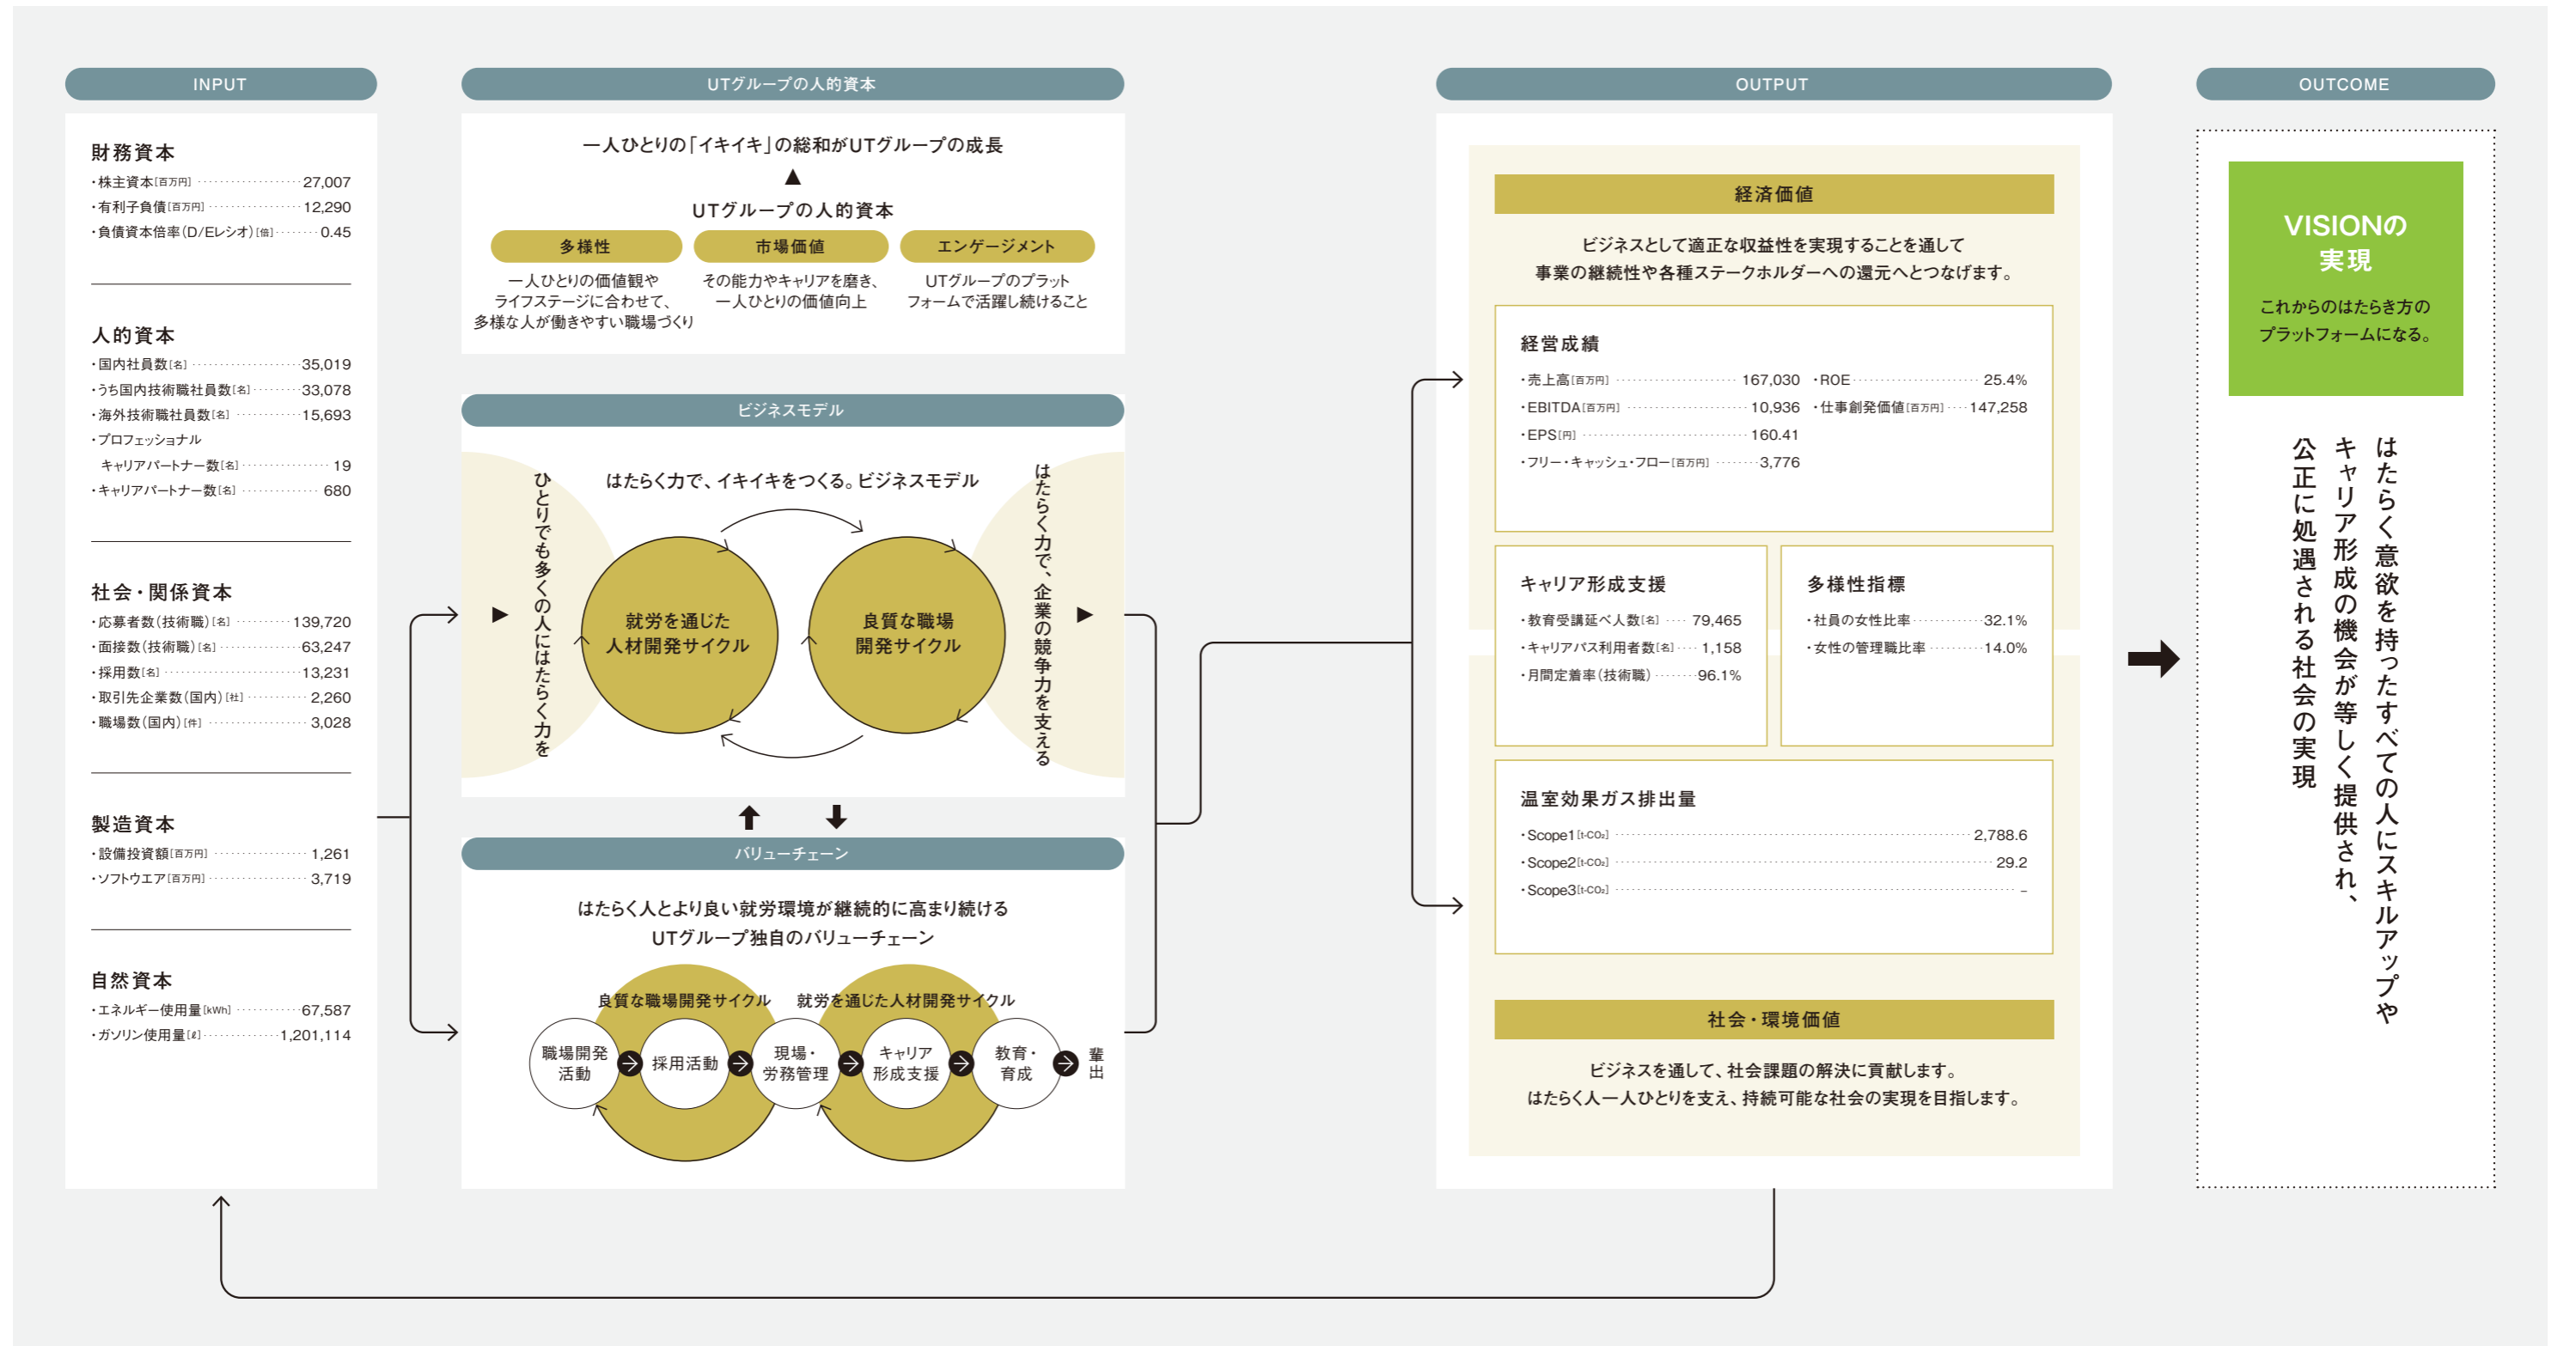 INPUT
財務資本
・株主資本[百万円] 27,007
・有利子負債[百万円] 12,290
・負債資本倍率(D/Eレシオ)[倍] 0.45
人的資本
・国内社員数[名] 35,019
・うち国内技術職社員数[名] 33,078
・海外技術職社員数[名] 15,693
・プロフェッショナル
キャリアパートナー数[名] 19
・キャリアパートナー数[名] 680
社会・関係資本
・応募者数(技術職)[名] 139,720
・面接数(技術職)[名] 63,247
・採用数[名] 13,231
・取引先企業数(国内)[社] 2,260
・職場数(国内)[件] 3,028
製造資本
・設備投資額[百万円] 1,261
・ソフトウエア[百万円] 3,719
自然資本
・エネルギー使用量[kWh] 67,587
・ガソリン使用量[ℓ] 1,201,114
UTグループの人的資本
一人ひとりの「イキイキ」の総和がUTグループの成長
▲
UTグループの人的資本
多様性
一人ひとりの価値観や
ライフステージに合わせて、
多様な人が働きやすい職場づくり
市場価値
その能力やキャリアを磨き、
一人ひとりの価値向上
エンゲージメント
UTグループのプラット
フォームで活躍し続けること
ビジネスモデル
はたらく力で、イキイキをつくる。ビジネスモデル
ひとりでも多くの人にはたらく力を
就労を通じた
人材開発サイクル
良質な職場
開発サイクル
はたらく力で、企業の競争力を支える
バリューチェーン
はたらく人とより良い就労環境が継続的に高まり続ける
UTグループ独自のバリューチェーン
良質な職場開発サイクル
就労を通じた人材開発サイクル
職場開発
活動
採用活動
現場・
労務管理
キャリア
形成支援
教育・
育成
輩出
OUTPUT
経済価値
ビジネスとして適正な収益性を実現することを通して
事業の継続性や各種ステークホルダーへの還元へとつなげます。
経営成績
・売上高[百万円] 167,030
・EBITDA[百万円] 10,936
・EPS[円] 160.41
・フリー・キャッシュ・フロー[百万円] 3,776
・ROE 25.4%
・仕事創発価値[百万円] 147,258
キャリア形成支援
・教育受講延べ人数[名] 79,465
・キャリアパス利用者数[名] 1,158
・月間定着率(技術職) 96.1%
多様性指標
・社員の女性比率 32.1%
・女性の管理職比率 14.0%
温室効果ガス排出量
・Scope1[t-CO₂] 2,788.6
・Scope2[t-CO₂] 29.2
・Scope3[t-CO₂] –
社会・環境価値
ビジネスを通して、社会課題の解決に貢献します。
はたらく人一人ひとりを支え、持続可能な社会の実現を目指します。
OUTCOME
VISIONの
実現
これからのはたらき方の
プラットフォームになる。
はたらく意欲を持ったすべての人にスキルアップや
キャリア形成の機会が等しく提供され、
公正に処遇される社会の実現